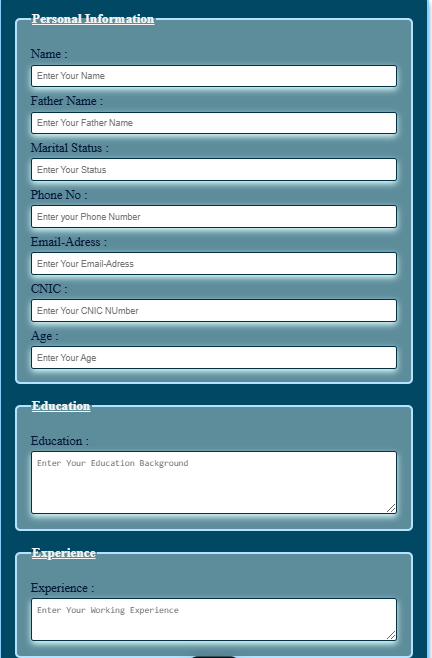 Personal Information
Name :
Enter Your Name
Father Name :
Enter Your Father Name
Marital Status :
Enter Your Status
Phone No :
Enter your Phone Number
Email-Adress :
Enter Your Email-Adress
CNIC :
Enter Your CNIC NUmber
Age :
Enter Your Age
Education
Education :
Enter Your Education Background
Experience
Experience :
Enter Your Working Experience